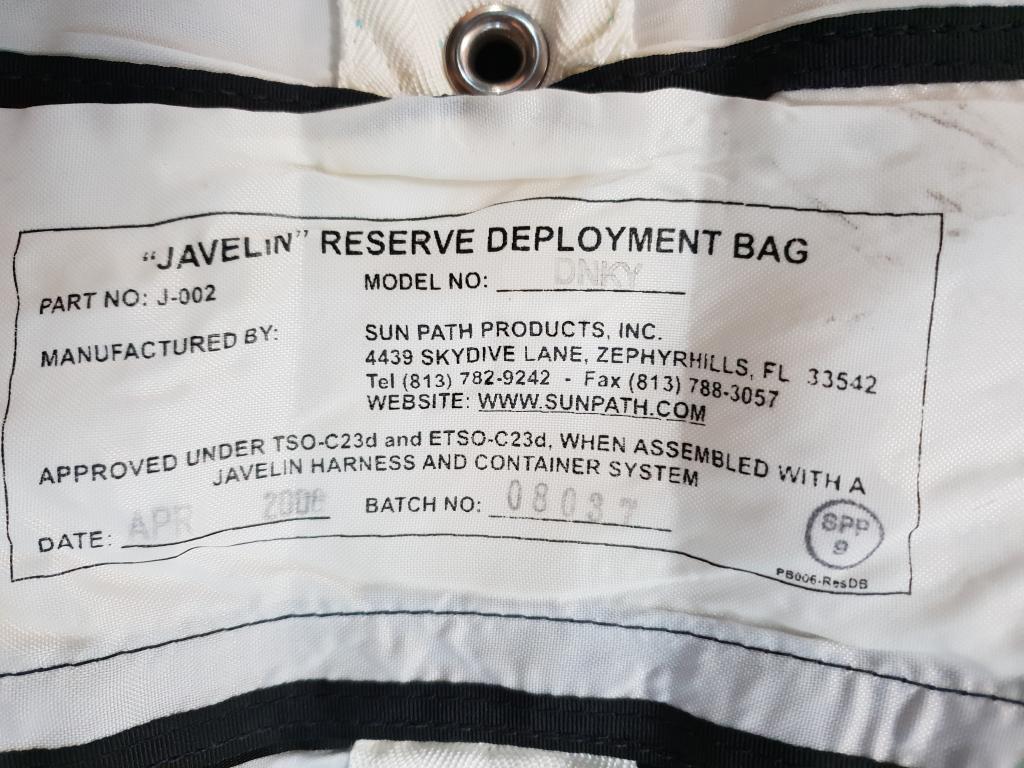 "JAVELIN" RESERVE DEPLOYMENT BAG
PART NO: J-002 MODEL NO: DNKY
MANUFACTURED BY: SUN PATH PRODUCTS, INC.
4439 SKYDIVE LANE, ZEPHYRHILLS, FL 33542
Tel (813) 782-9242 - Fax (813) 788-3057
WEBSITE: WWW.SUNPATH.COM
APPROVED UNDER TSO-C23d and ETSO-C23d, WHEN ASSEMBLED WITH A
JAVELIN HARNESS AND CONTAINER SYSTEM
DATE: APR BATCH NO: 08037
SPP
9
PB006-ResDB